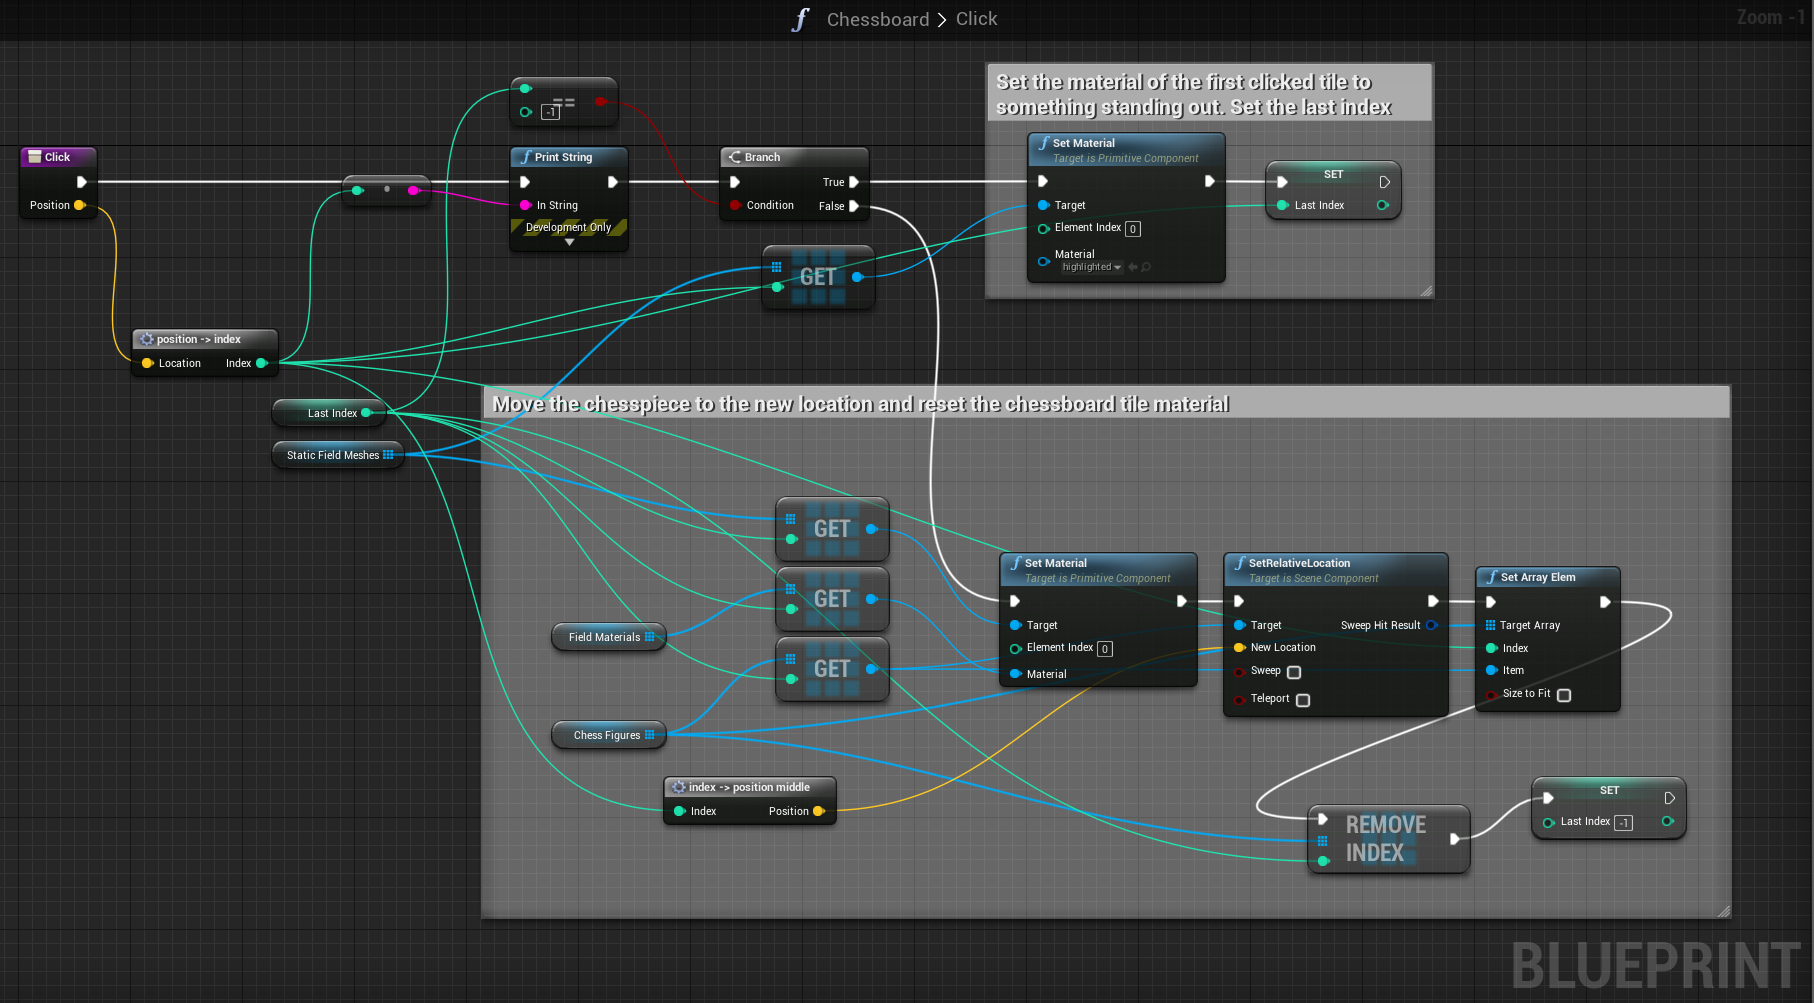 f Chessboard > Click
Zoom -1
==
-1
Set the material of the first clicked tile to
something standing out. Set the last index
Click
Position
f Print String
In String
Development Only
Branch
True
Condition
False
f Set Material
Target is Primitive Component
Target
Element Index 0
Material
highlighted
SET
Last Index
GET
position -> index
Location Index
Last Index
Static Field Meshes
Move the chesspiece to the new location and reset the chessboard tile material
GET
GET
GET
Field Materials
Chess Figures
f Set Material
Target is Primitive Component
Target
Element Index 0
Material
f SetRelativeLocation
Target is Scene Component
Target Sweep Hit Result
New Location
Sweep
Teleport
f Set Array Elem
Target Array
Index
Item
Size to Fit
index -> position middle
Index Position
REMOVE
INDEX
SET
Last Index -1
BLUEPRINT